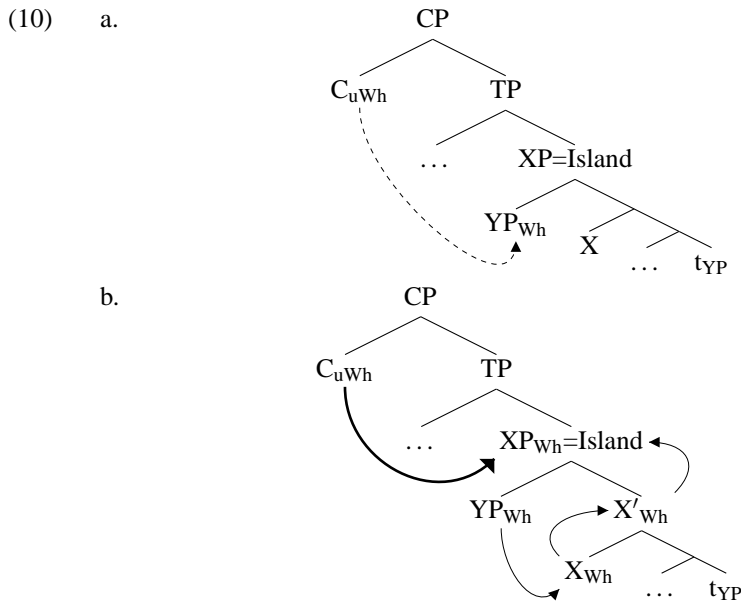 (10) a. CP
C_uWh TP
... XP=Island
YP_Wh
X
... t_YP
b. CP
C_uWh TP
... XP_Wh=Island
YP_Wh X′_Wh
X_Wh ... t_YP